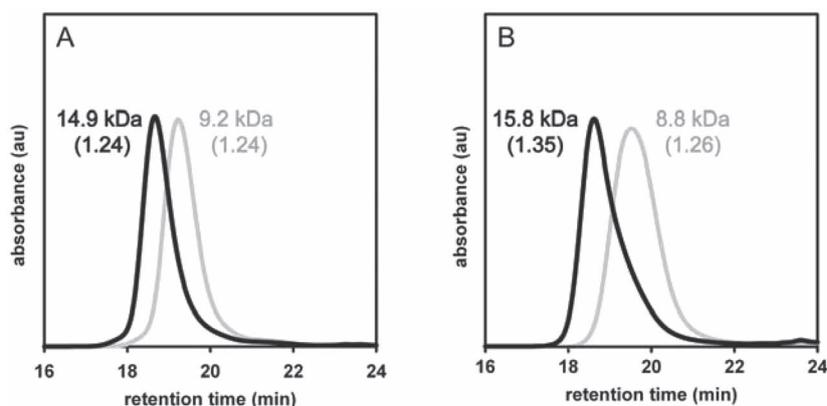 A
14.9 kDa
(1.24)
9.2 kDa
(1.24)
absorbance (au)
16 18 20 22 24
retention time (min)
B
15.8 kDa
(1.35)
8.8 kDa
(1.26)
absorbance (au)
16 18 20 22 24
retention time (min)